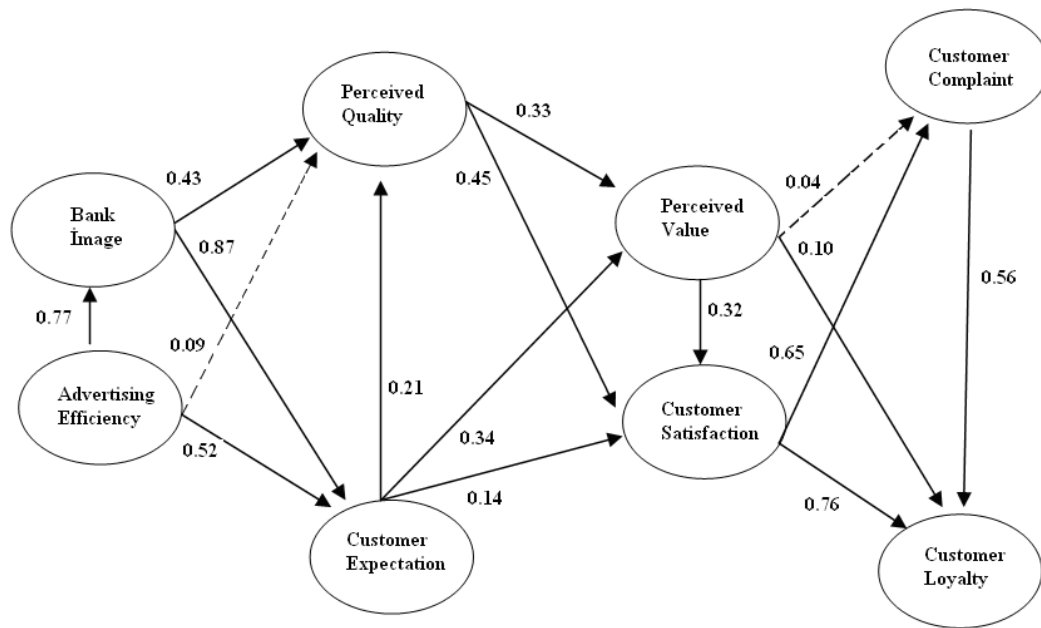 Customer
Complaint
Perceived
Quality
0.33
0.43
0.45
0.04
Bank
İmage
Perceived
Value
0.87
0.10
0.56
0.77
0.32
0.09
0.65
0.21
Advertising
Efficiency
Customer
Satisfaction
0.52
0.34
0.14
0.76
Customer
Expectation
Customer
Loyalty